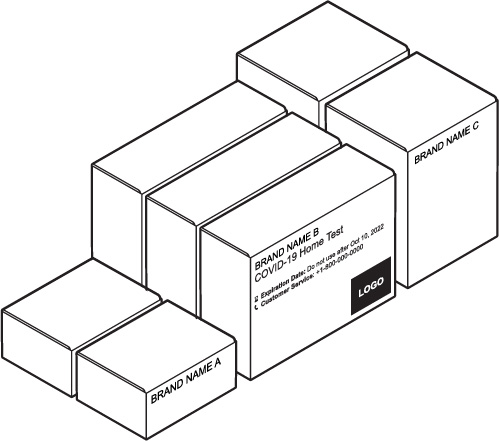 BRAND NAME C
BRAND NAME B
COVID-19 Home Test
Expiration Date: Do not use after Oct 10, 2022
Customer Service: +1-800-000-0000
LOGO
BRAND NAME A